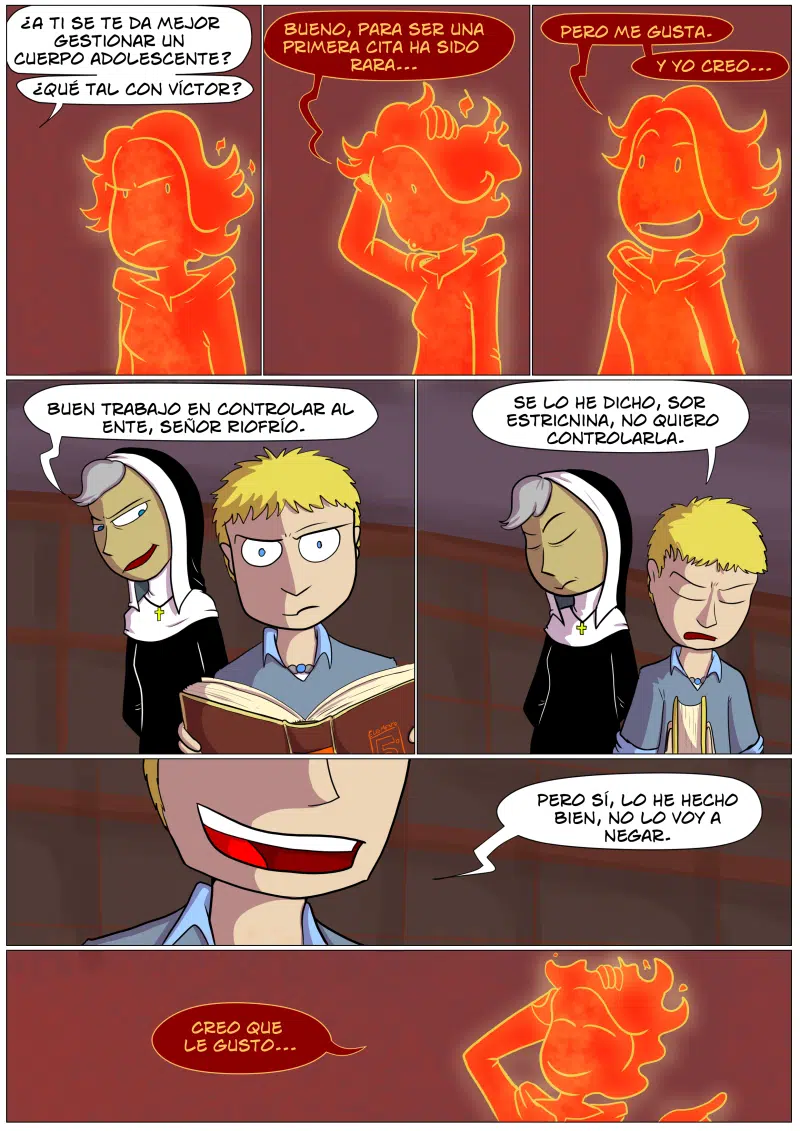 ¿A TI SE TE DA MEJOR
GESTIONAR UN
CUERPO ADOLESCENTE?
¿QUÉ TAL CON VÍCTOR?
BUENO, PARA SER UNA
PRIMERA CITA HA SIDO
RARA...
PERO ME GUSTA.
Y YO CREO...
BUEN TRABAJO EN CONTROLAR AL
ENTE, SEÑOR RIOFRÍO.
SE LO HE DICHO, SOR
ESTRICNINA, NO QUIERO
CONTROLARLA.
PERO SÍ, LO HE HECHO
BIEN, NO LO VOY A
NEGAR.
CREO QUE
LE GUSTO...